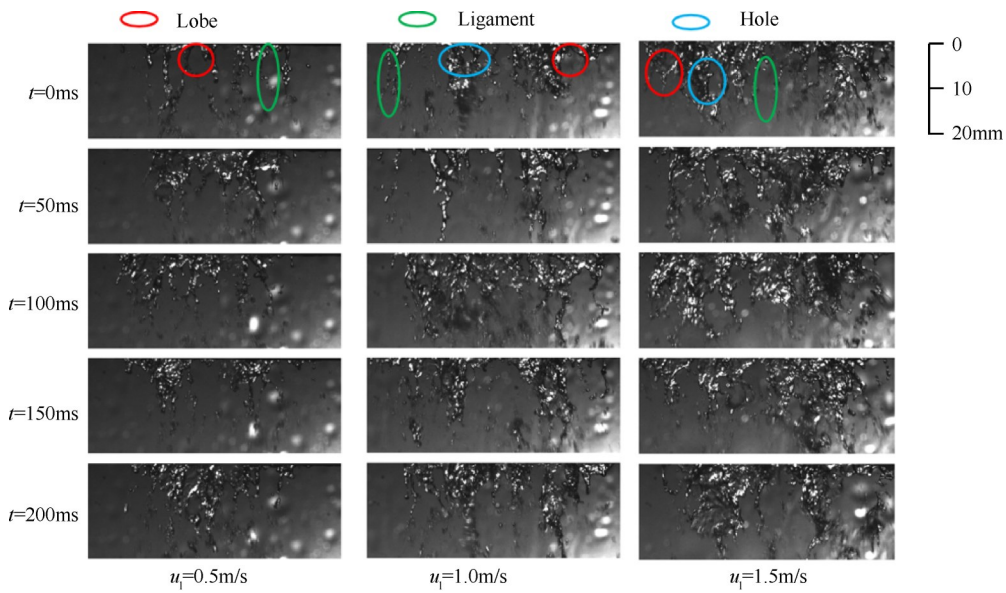 Lobe Ligament Hole
t=0ms
0
10
20mm
t=50ms
t=100ms
t=150ms
t=200ms
u₁=0.5m/s u₁=1.0m/s u₁=1.5m/s